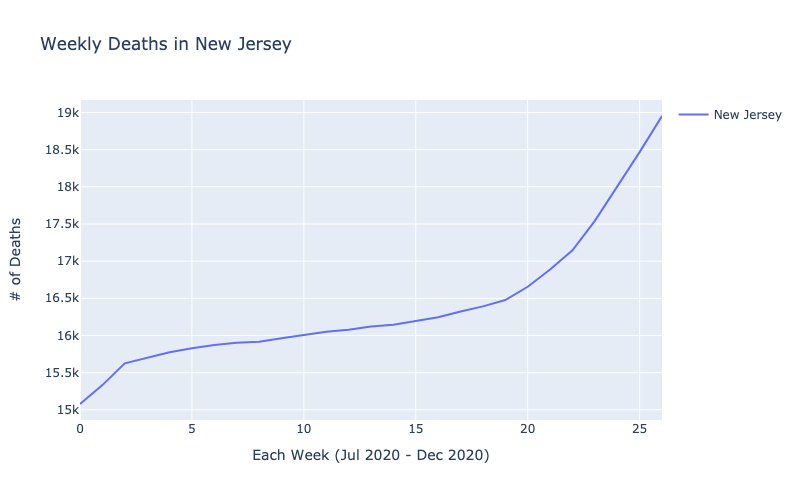 Weekly Deaths in New Jersey
19k
18.5k
18k
17.5k
17k
16.5k
16k
15.5k
15k
# of Deaths
0 5 10 15 20 25
Each Week (Jul 2020 - Dec 2020)
New Jersey